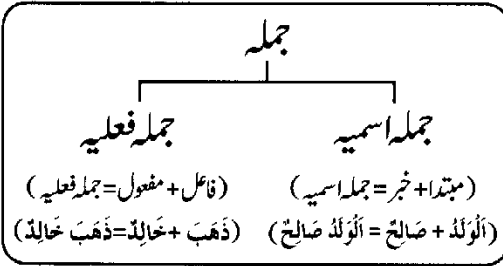 جملہ
جملہ اسمیہ جملہ فعلیہ
(مبتدا+خبر=جملہ اسمیہ) (فاعل+مفعول=جملہ فعلیہ)
(اَلْوَلَدُ + صَالِحٌ = اَلْوَلَدُ صَالِحٌ) (ذَهَبَ +خَالِدٌ=ذَهَبَ خَالِدٌ)